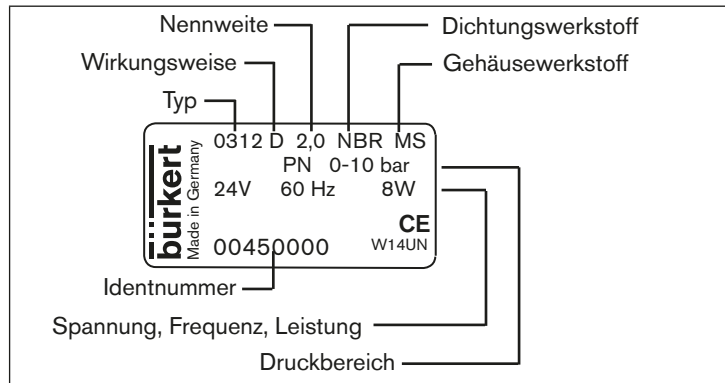 Nennweite
Dichtungswerkstoff
Wirkungsweise
Gehäusewerkstoff
Typ
0312 D 2,0 NBR MS
PN 0-10 bar
24V 60 Hz 8W
CE
00450000 W14UN
burkert
Made in Germany
Identnummer
Spannung, Frequenz, Leistung
Druckbereich